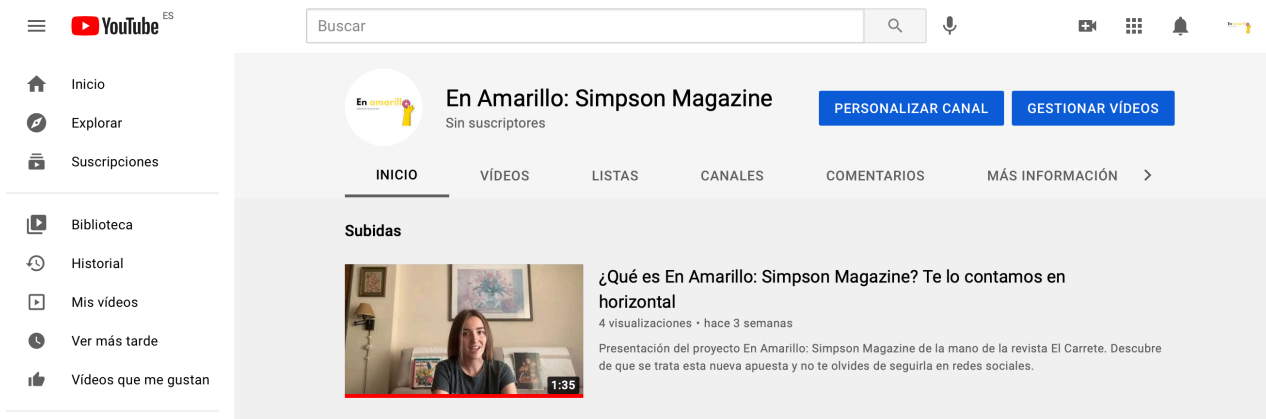 YouTube ES
Buscar
Inicio
Explorar
Suscripciones
Biblioteca
Historial
Mis vídeos
Ver más tarde
Vídeos que me gustan
En amarillo
En Amarillo: Simpson Magazine
Sin suscriptores
PERSONALIZAR CANAL
GESTIONAR VÍDEOS
INICIO
VÍDEOS
LISTAS
CANALES
COMENTARIOS
MÁS INFORMACIÓN
Subidas
1:35
¿Qué es En Amarillo: Simpson Magazine? Te lo contamos en
horizontal
4 visualizaciones • hace 3 semanas
Presentación del proyecto En Amarillo: Simpson Magazine de la mano de la revista El Carrete. Descubre
de que se trata esta nueva apuesta y no te olvides de seguirla en redes sociales.